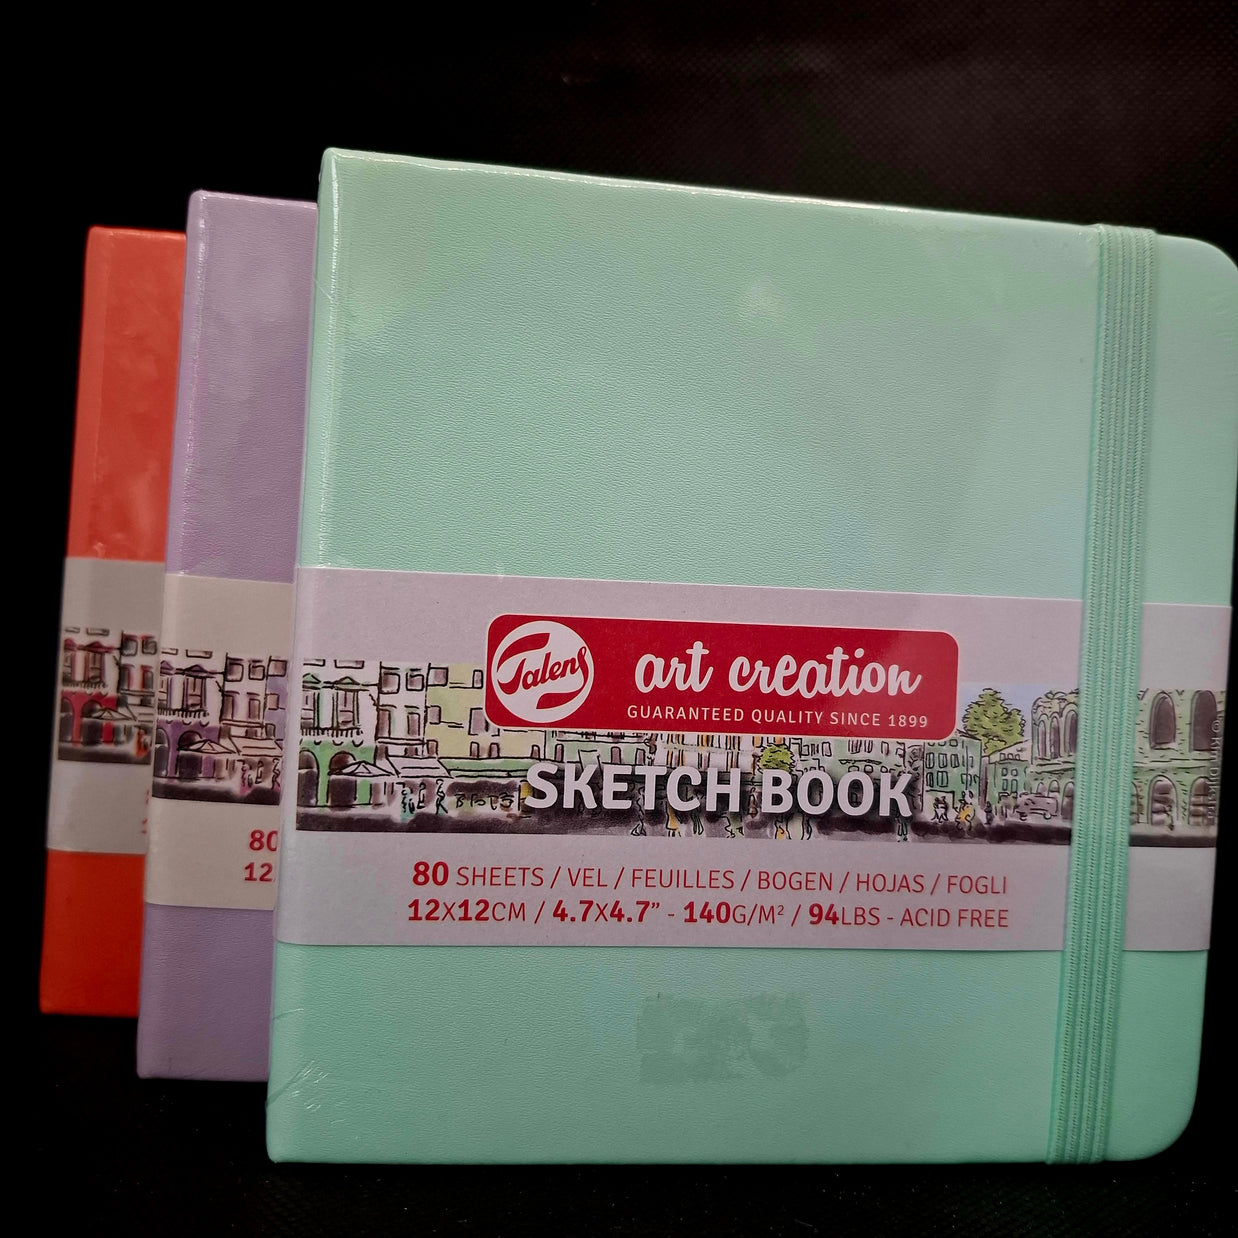 Talens
art creation
GUARANTEED QUALITY SINCE 1899
SKETCH BOOK
80 SHEETS / VEL / FEUILLES / BOGEN / HOJAS / FOGLI
12X12CM / 4.7X4.7” - 140G/M² / 94LBS - ACID FREE
80
12